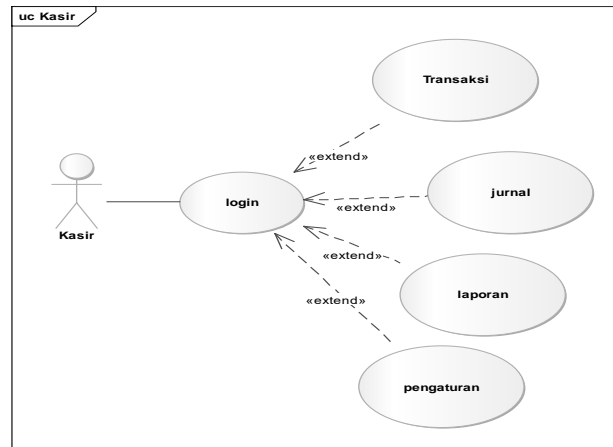 uc Kasir
Transaksi
«extend»
jurnal
login
«extend»
Kasir
«extend»
laporan
«extend»
pengaturan